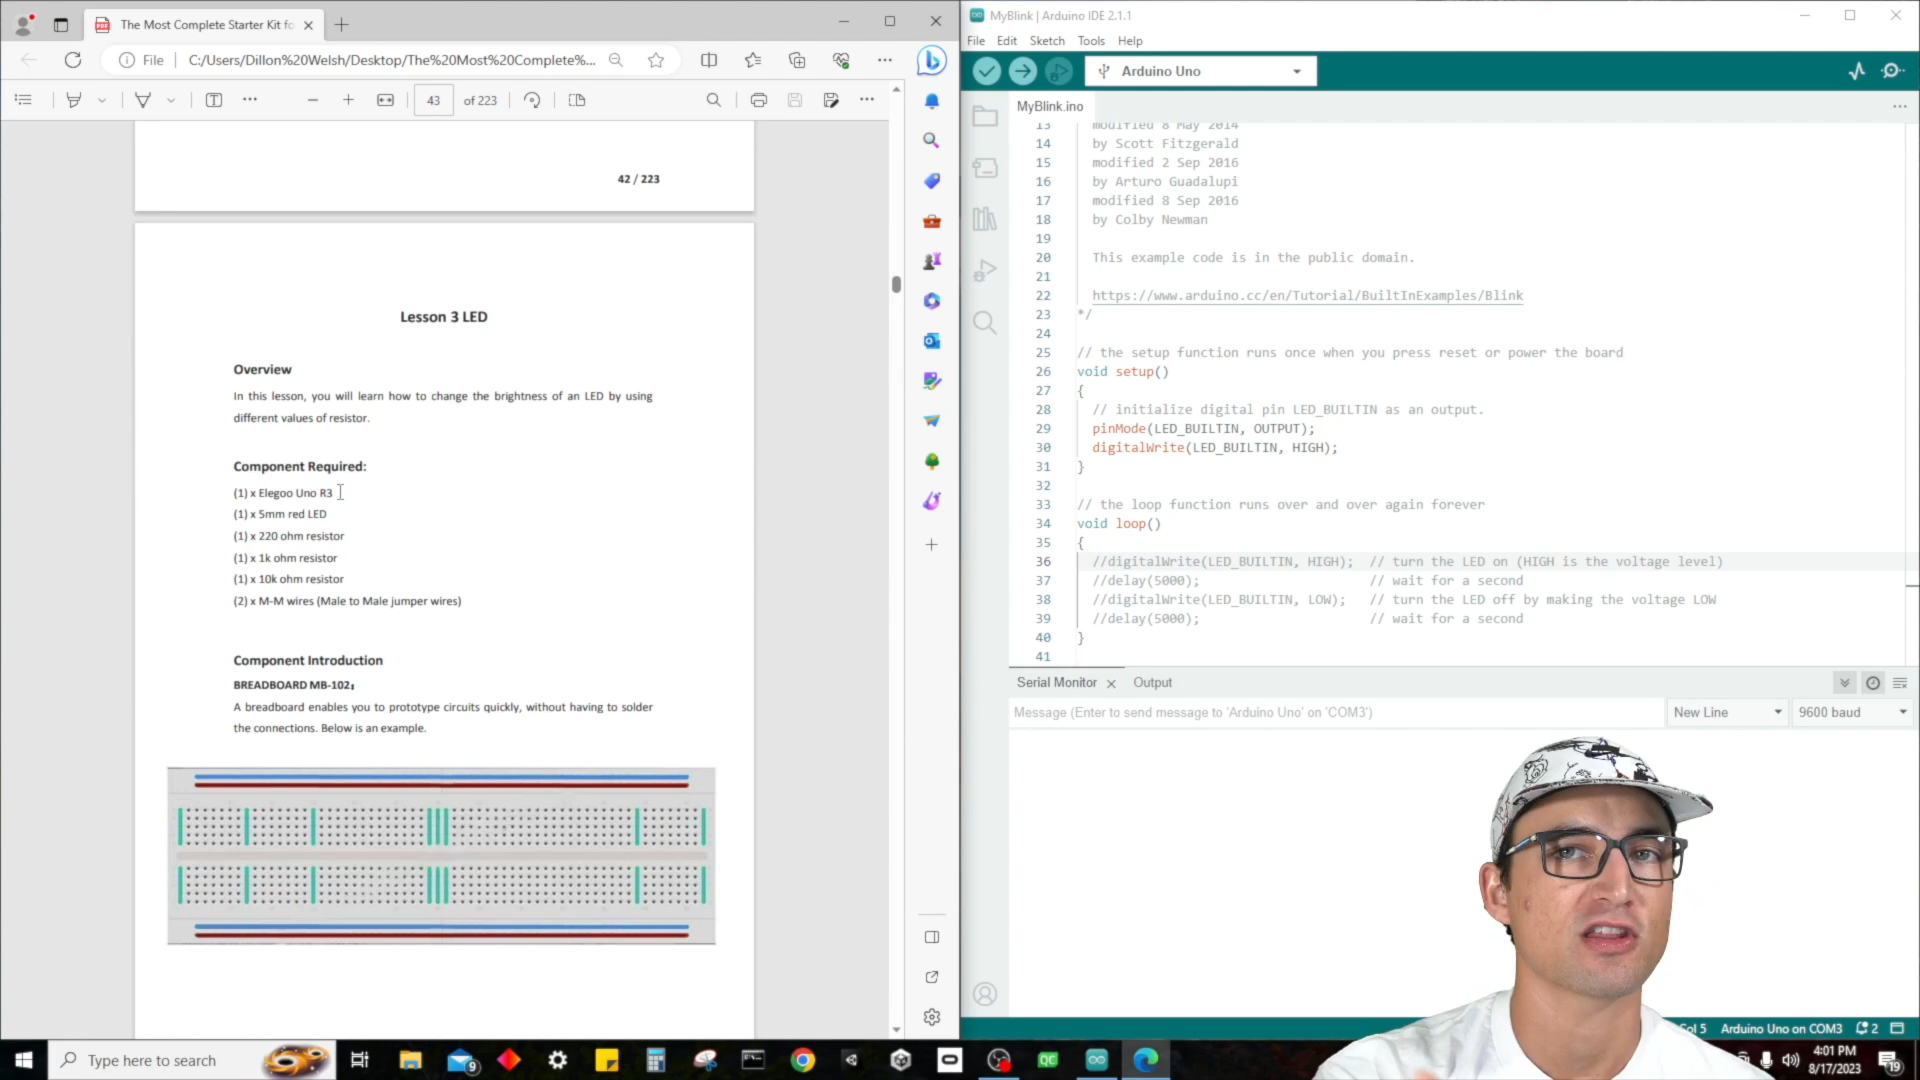 The Most Complete Starter Kit fo
File
C:/Users/Dillon%20Welsh/Desktop/The%20Most%20Complete%...
43
of 223
42 / 223
Lesson 3 LED
Overview
In this lesson, you will learn how to change the brightness of an LED by using
different values of resistor.
Component Required:
(1) x Elegoo Uno R3
(1) x 5mm red LED
(1) x 220 ohm resistor
(1) x 1k ohm resistor
(1) x 10k ohm resistor
(2) x M-M wires (Male to Male jumper wires)
Component Introduction
BREADBOARD MB-102:
A breadboard enables you to prototype circuits quickly, without having to solder
the connections. Below is an example.
MyBlink | Arduino IDE 2.1.1
File Edit Sketch Tools Help
Arduino Uno
MyBlink.ino
13 modified 8 May 2014
14 by Scott Fitzgerald
15 modified 2 Sep 2016
16 by Arturo Guadalupi
17 modified 8 Sep 2016
18 by Colby Newman
19
20 This example code is in the public domain.
21
22 https://www.arduino.cc/en/Tutorial/BuiltInExamples/Blink
23 */
24
25 // the setup function runs once when you press reset or power the board
26 void setup()
27 {
28 // initialize digital pin LED_BUILTIN as an output.
29 pinMode(LED_BUILTIN, OUTPUT);
30 digitalWrite(LED_BUILTIN, HIGH);
31 }
32
33 // the loop function runs over and over again forever
34 void loop()
35 {
36 //digitalWrite(LED_BUILTIN, HIGH); // turn the LED on (HIGH is the voltage level)
37 //delay(5000); // wait for a second
38 //digitalWrite(LED_BUILTIN, LOW); // turn the LED off by making the voltage LOW
39 //delay(5000); // wait for a second
40 }
41
Serial Monitor Output
Message (Enter to send message to 'Arduino Uno' on 'COM3')
New Line
9600 baud
Col 5 Arduino Uno on COM3 2
Type here to search
9
QC
4:01 PM
8/17/2023
19